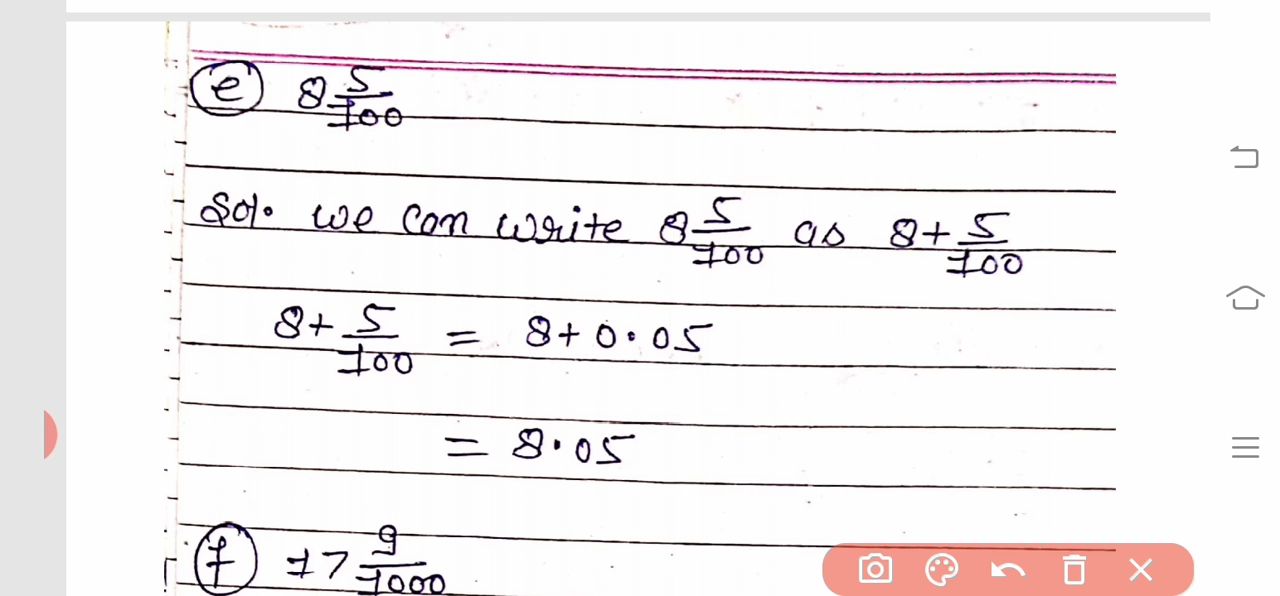 (e) 8 5/100
Sol. we can write 8 5/100 as 8 + 5/100
8 + 5/100 = 8 + 0.05
= 8.05
(f) 17 9/1000